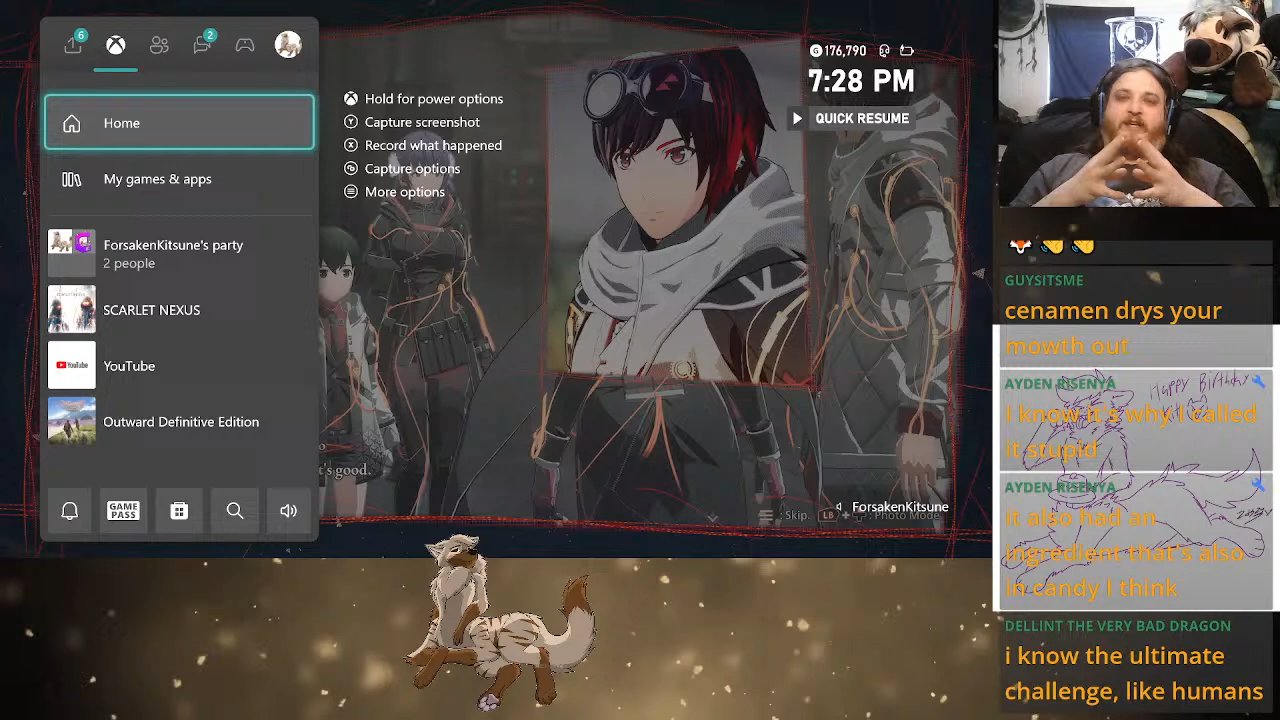 6
2
Home
My games & apps
ForsakenKitsune's party
2 people
SCARLET NEXUS
YouTube
YouTube
Outward Definitive Edition
GAME
PASS
Hold for power options
Y Capture screenshot
X Record what happened
Capture options
More options
G 176,790
7:28 PM
QUICK RESUME
t's good.
ForsakenKitsune
Skip. LB + Photo Mode
GUYSITSME
cenamen drys your
mowth out
AYDEN RISENYA
Happy Birthday
I know it's why I called
it stupid
AYDEN RISENYA
it also had an
ingredient that's also
in candy I think
DELLINT THE VERY BAD DRAGON
i know the ultimate
challenge, like humans